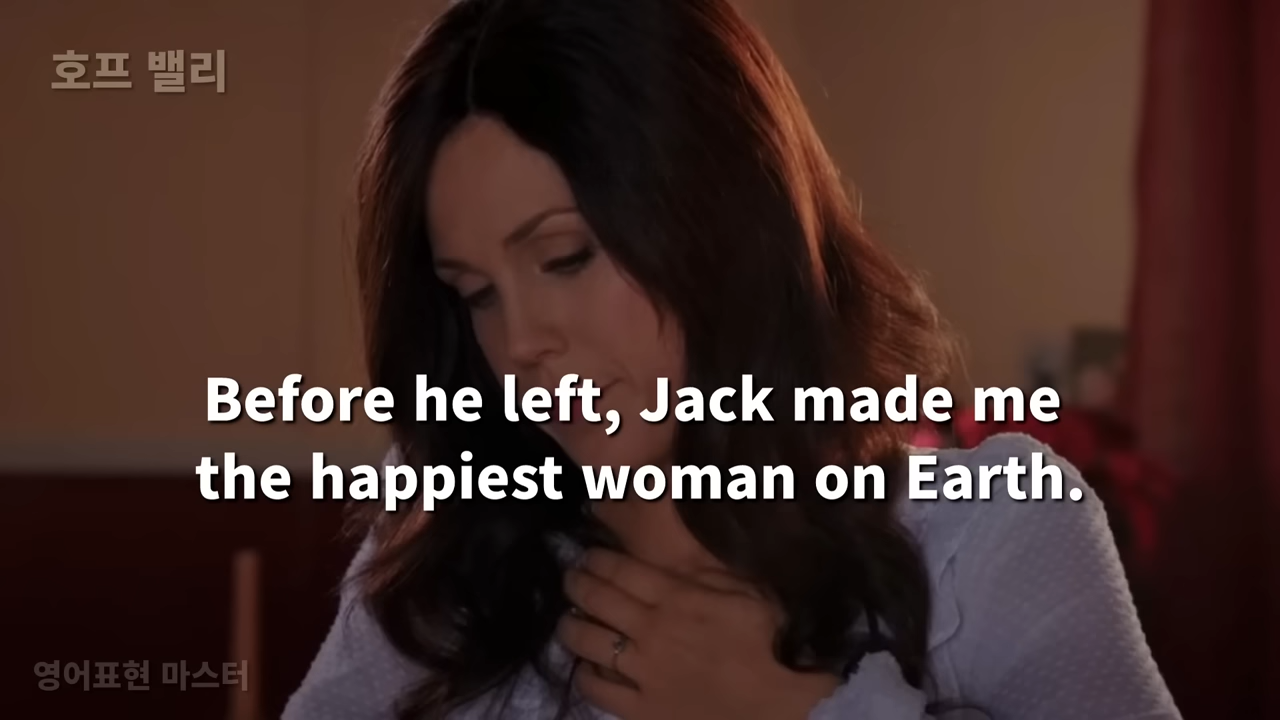 호프 밸리
Before he left, Jack made me
the happiest woman on Earth.
영어표현 마스터